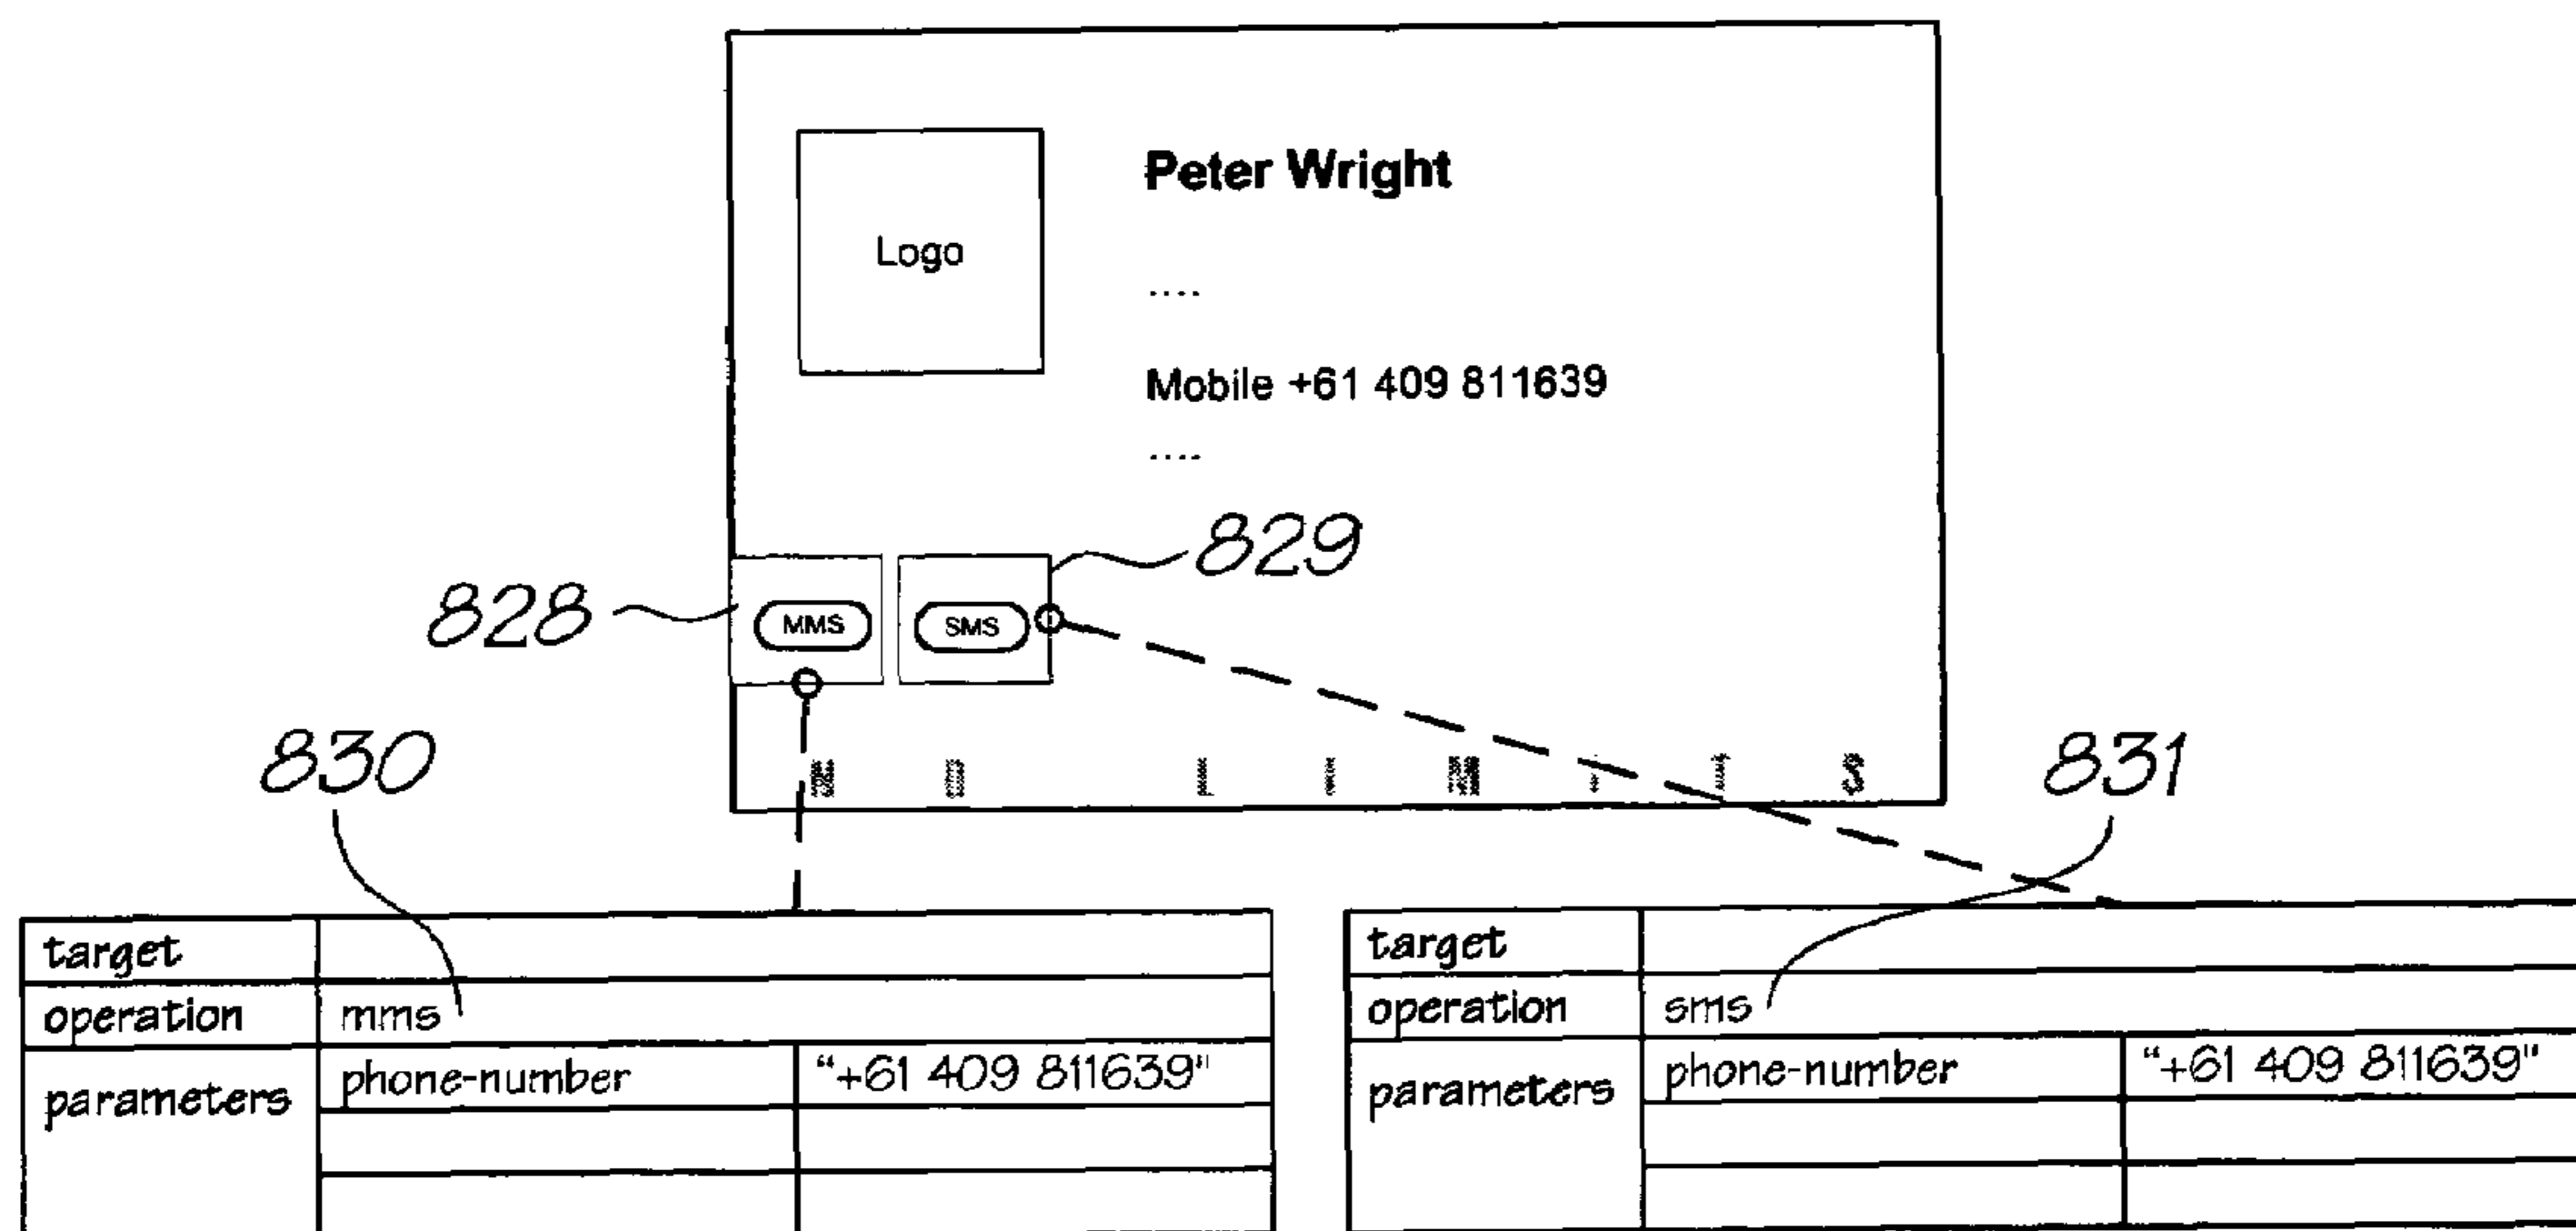 Peter Wright
Logo
....
Mobile +61 409 811639
....
829
828
MMS SMS
830
831
target
operation mms
parameters phone-number "+61 409 811639"
target
operation sms
parameters phone-number "+61 409 811639"